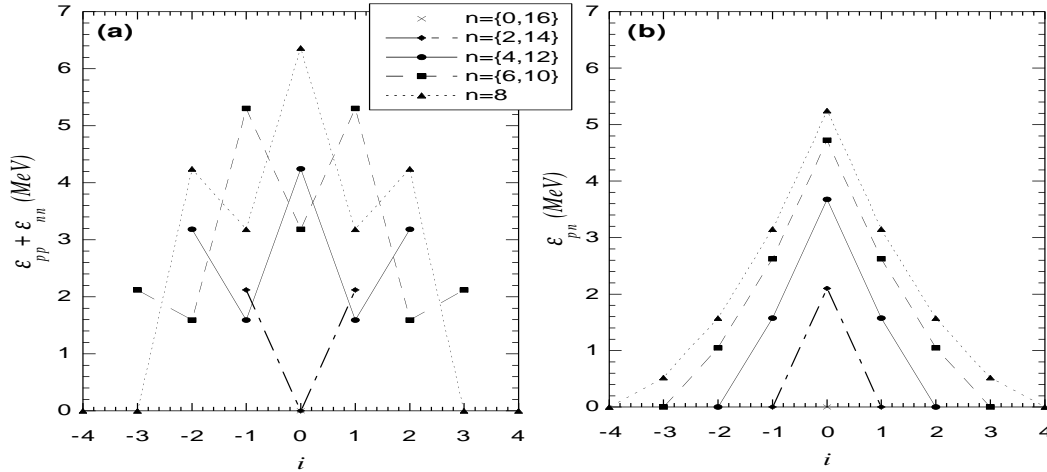 (a)
7
6
5
4
3
2
1
0
ε_pp + ε_nn (MeV)
-4 -3 -2 -1 0 1 2 3 4
i
n={0,16}
n={2,14}
n={4,12}
n={6,10}
n=8
(b)
7
6
5
4
3
2
1
0
ε_pn (MeV)
-4 -3 -2 -1 0 1 2 3 4
i